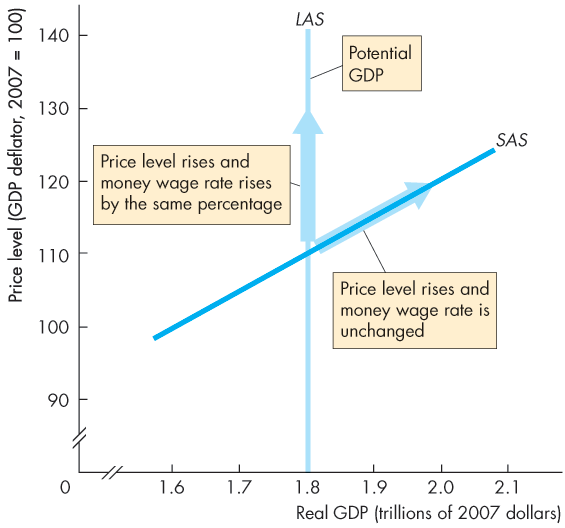 Price level (GDP deflator, 2007 = 100)
140
130
120
110
100
90
0
LAS
Potential
GDP
SAS
Price level rises and
money wage rate rises
by the same percentage
Price level rises and
money wage rate is
unchanged
1.6
1.7
1.8
1.9
2.0
2.1
Real GDP (trillions of 2007 dollars)